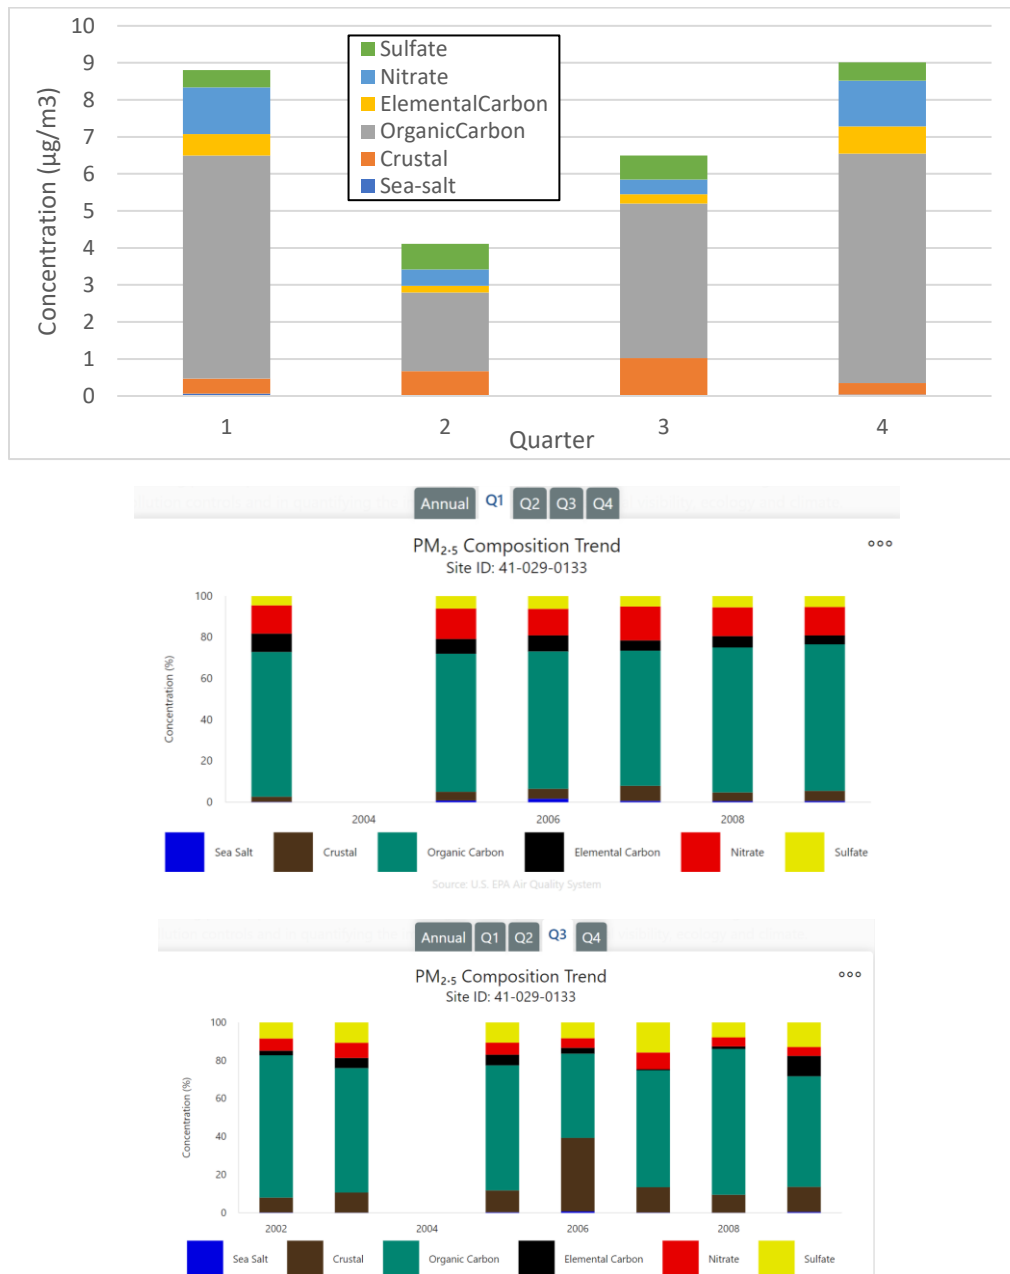 10
9
8
7
6
5
4
3
2
1
0
Concentration (µg/m3)
Sulfate
Nitrate
ElementalCarbon
OrganicCarbon
Crustal
Sea-salt
1 2 3 4
Quarter
Annual Q1 Q2 Q3 Q4
PM2.5 Composition Trend
Site ID: 41-029-0133
100
80
60
40
20
0
Concentration (%)
2004 2006 2008
Sea Salt Crustal Organic Carbon Elemental Carbon Nitrate Sulfate
Source: U.S. EPA Air Quality System
Annual Q1 Q2 Q3 Q4
PM2.5 Composition Trend
Site ID: 41-029-0133
100
80
60
40
20
0
Concentration (%)
2002 2004 2006 2008
Sea Salt Crustal Organic Carbon Elemental Carbon Nitrate Sulfate